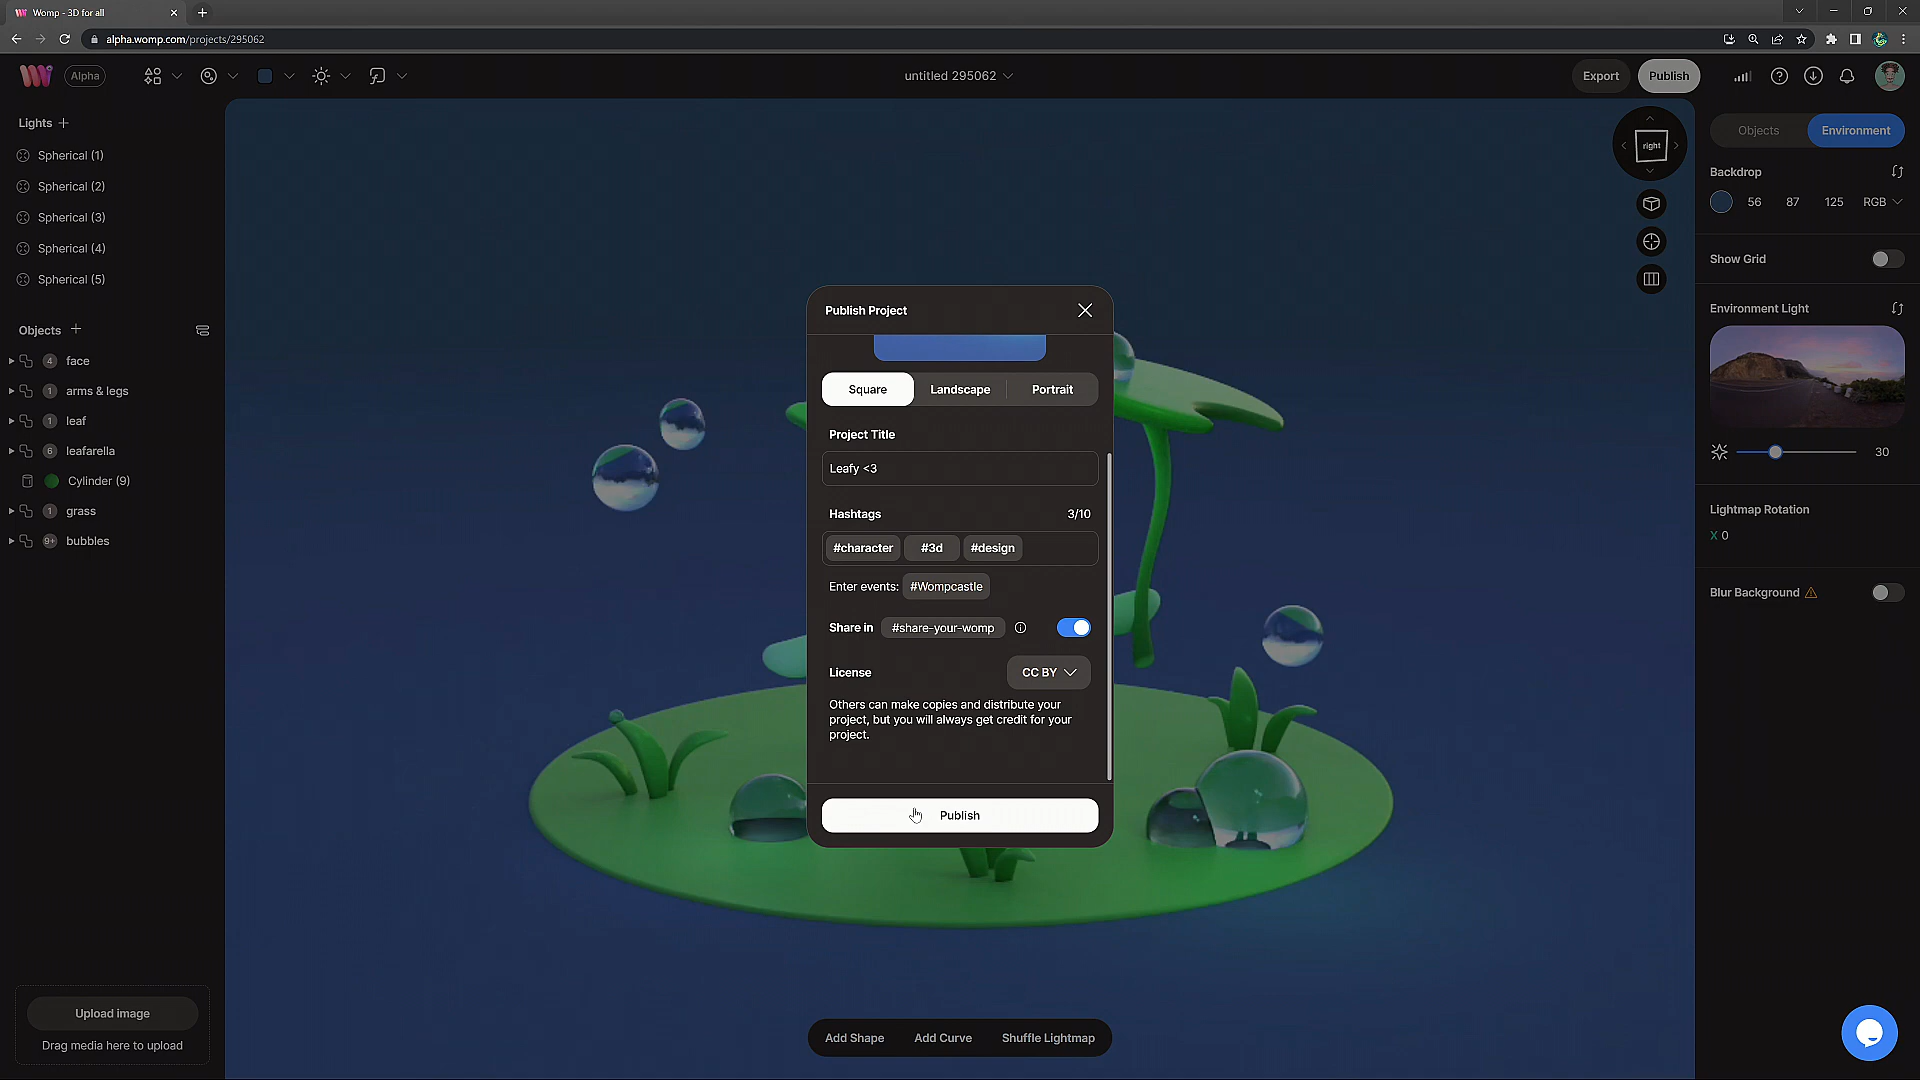 Womp - 3D for all
alpha.womp.com/projects/295062
Alpha
untitled 295062
Export
Publish
Lights
Spherical (1)
Spherical (2)
Spherical (3)
Spherical (4)
Spherical (5)
Objects
4 face
1 arms & legs
1 leaf
6 leafarella
Cylinder (9)
1 grass
9+ bubbles
Upload image
Drag media here to upload
Publish Project
Square Landscape Portrait
Project Title
Leafy <3
Hashtags 3/10
#character #3d #design
Enter events: #Wompcastle
Share in #share-your-womp
License CC BY
Others can make copies and distribute your
project, but you will always get credit for your
project.
Publish
Add Shape Add Curve Shuffle Lightmap
right
Objects Environment
Backdrop
56 87 125 RGB
Show Grid
Environment Light
30
Lightmap Rotation
X 0
Blur Background